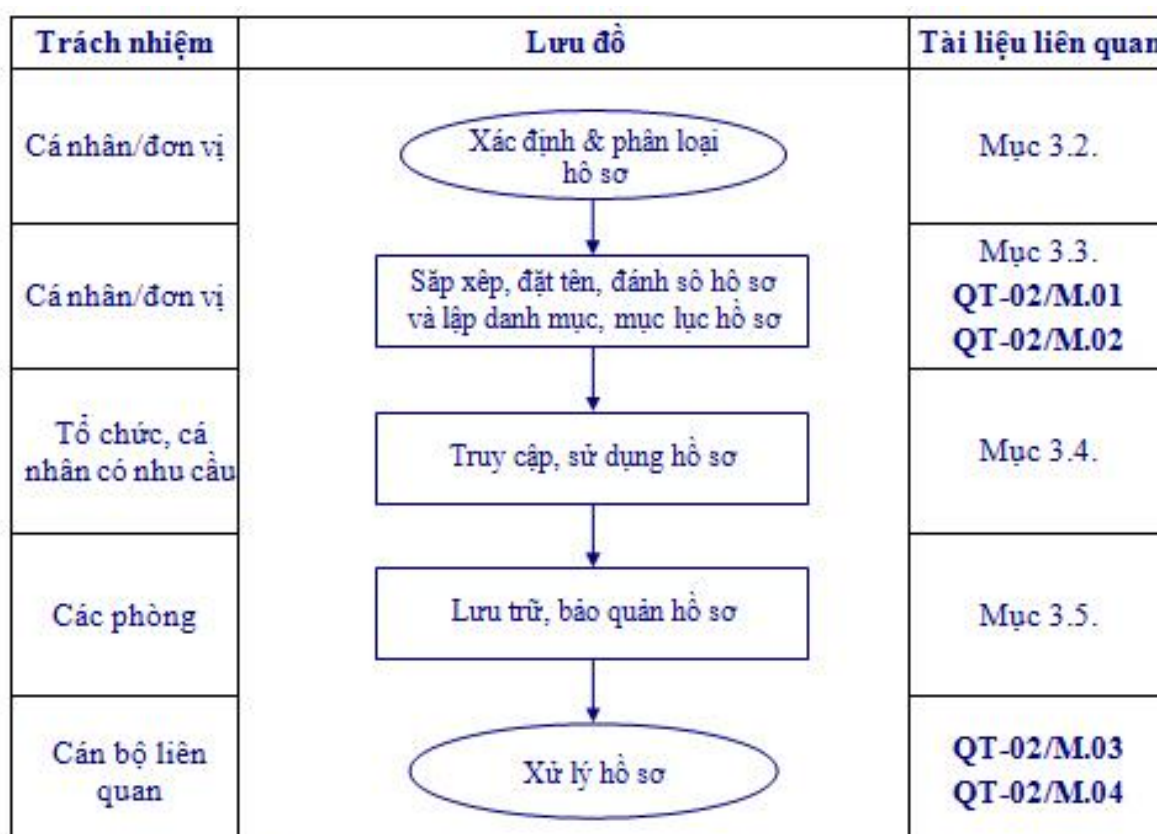 Trách nhiệm
Lưu đồ
Tài liệu liên quan
Cá nhân/đơn vị
Xác định & phân loại
hồ sơ
Mục 3.2.
Cá nhân/đơn vị
Sắp xếp, đặt tên, đánh số hồ sơ
và lập danh mục, mục lục hồ sơ
Mục 3.3.
QT-02/M.01
QT-02/M.02
Tổ chức, cá
nhân có nhu cầu
Truy cập, sử dụng hồ sơ
Mục 3.4.
Các phòng
Lưu trữ, bảo quản hồ sơ
Mục 3.5.
Cán bộ liên
quan
Xử lý hồ sơ
QT-02/M.03
QT-02/M.04